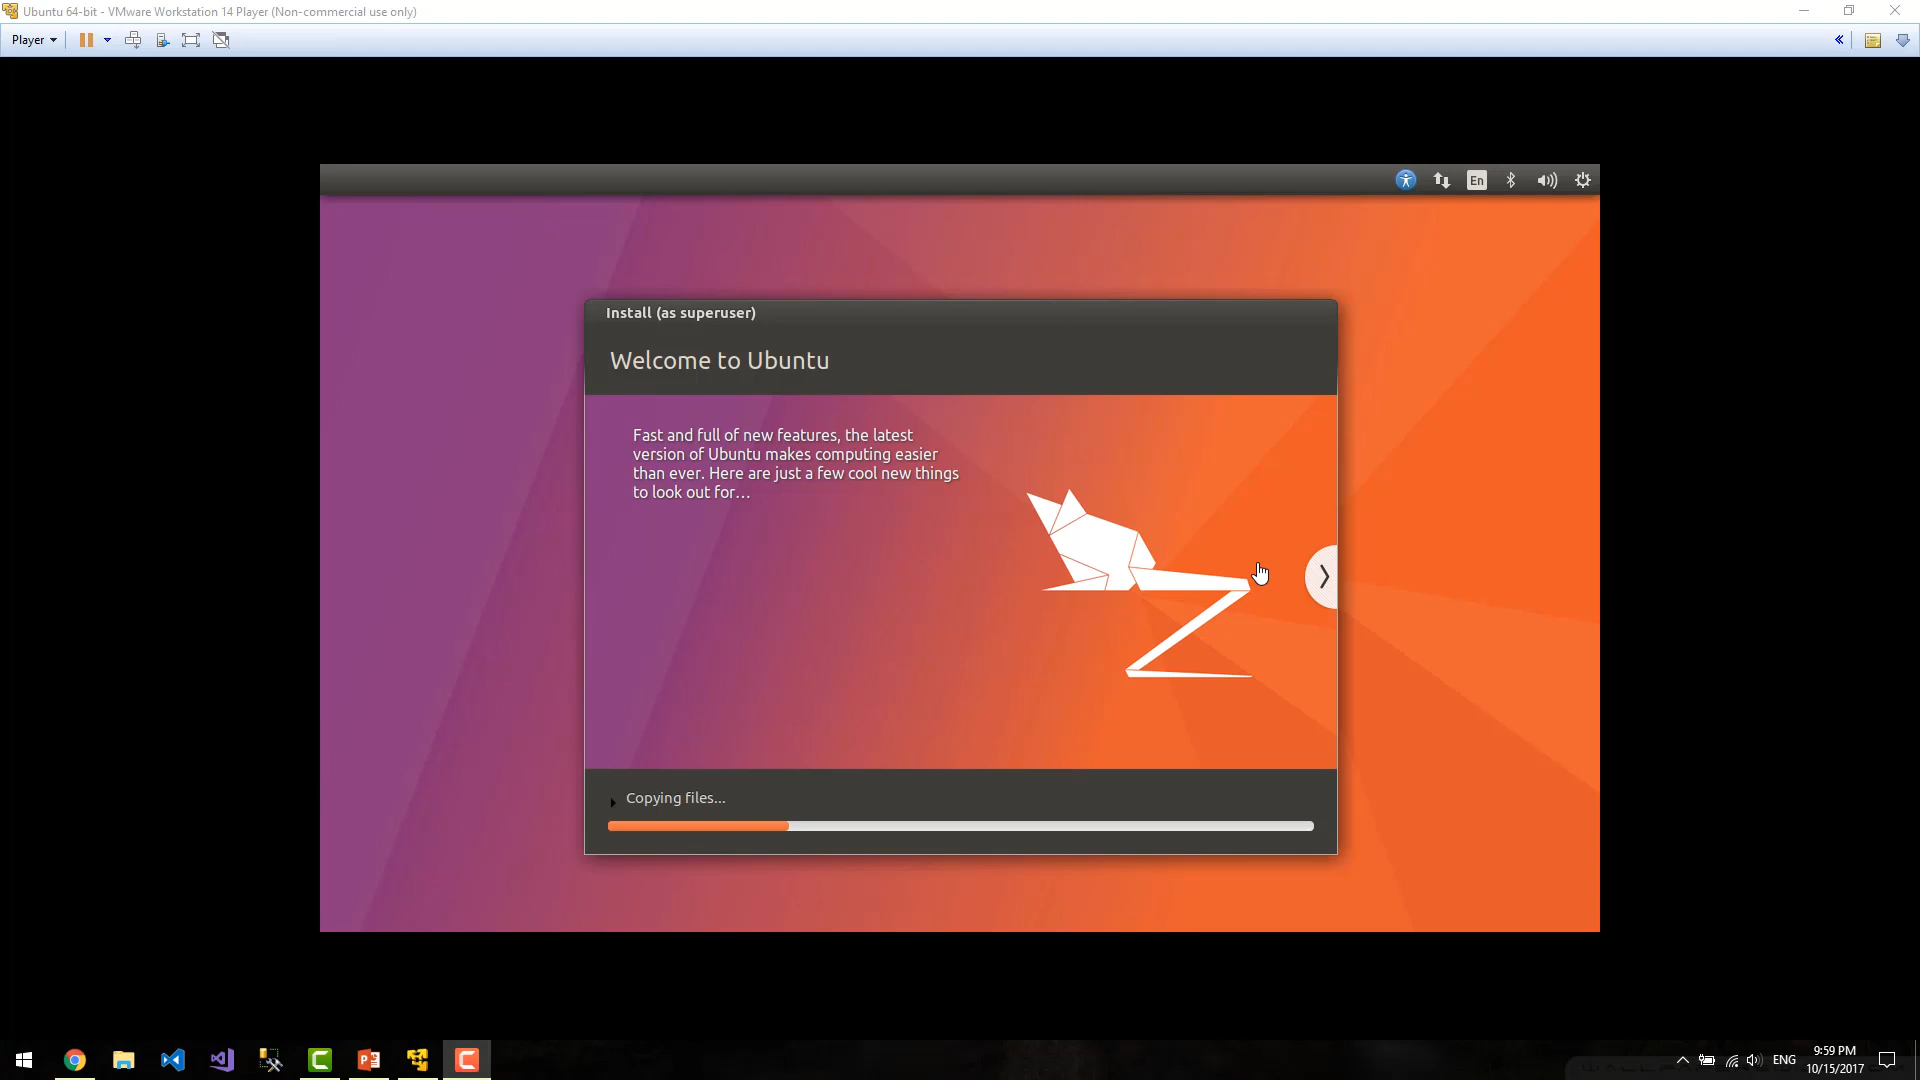 Ubuntu 64-bit - VMware Workstation 14 Player (Non-commercial use only)
Player
En
Install (as superuser)
Welcome to Ubuntu
Fast and full of new features, the latest
version of Ubuntu makes computing easier
than ever. Here are just a few cool new things
to look out for…
Copying files...
ENG
9:59 PM
10/15/2017